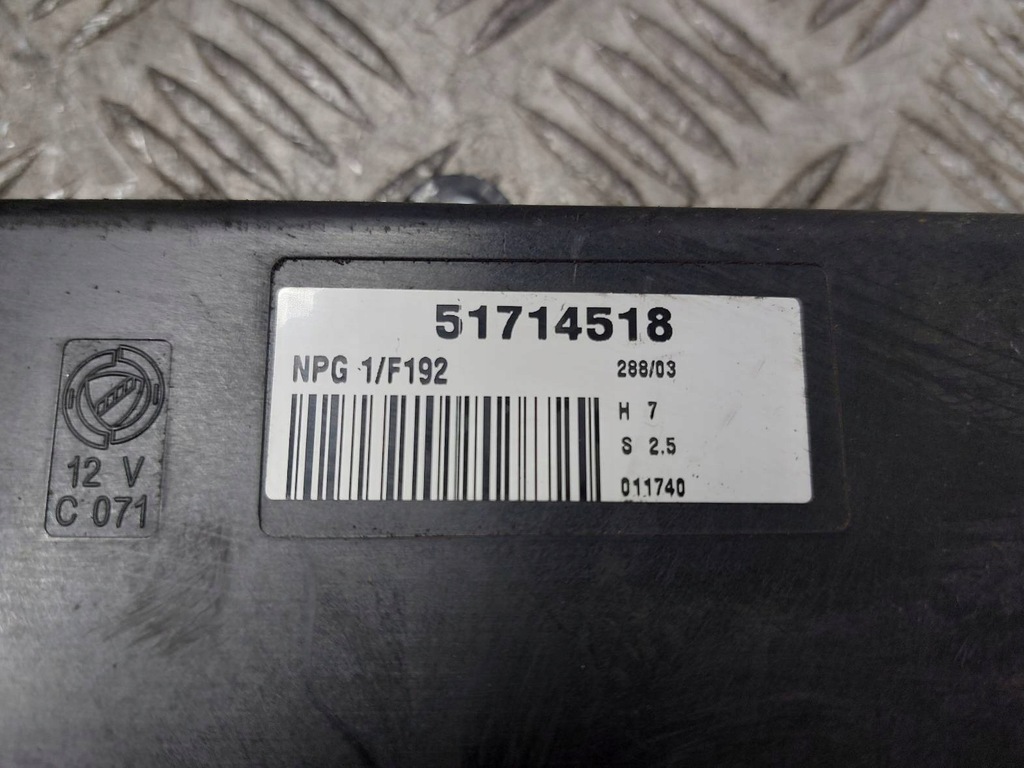 51714518
NPG 1/F192
288/03
H 7
S 2.5
011740
12 V
C 071